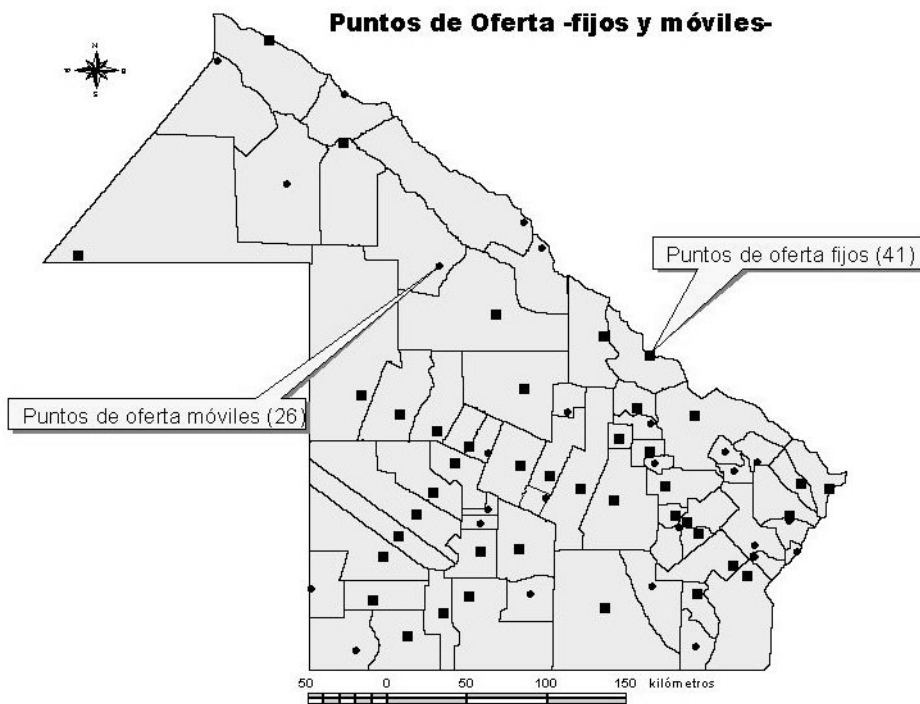 Puntos de Oferta -fijos y móviles-
N
S
Puntos de oferta fijos (41)
Puntos de oferta móviles (26)
50 0 50 100 150 kilómetros